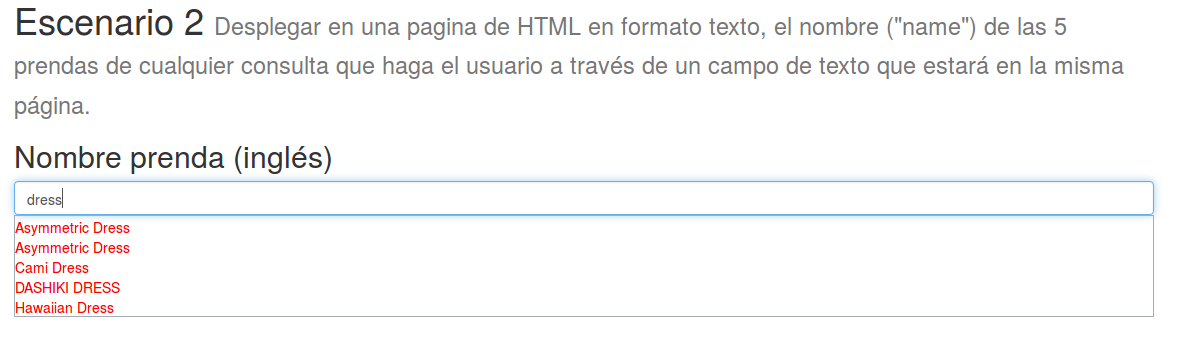 Escenario 2 Desplegar en una pagina de HTML en formato texto, el nombre ("name") de las 5
prendas de cualquier consulta que haga el usuario a través de un campo de texto que estará en la misma
página.
Nombre prenda (inglés)
dress
Asymmetric Dress
Asymmetric Dress
Cami Dress
DASHIKI DRESS
Hawaiian Dress